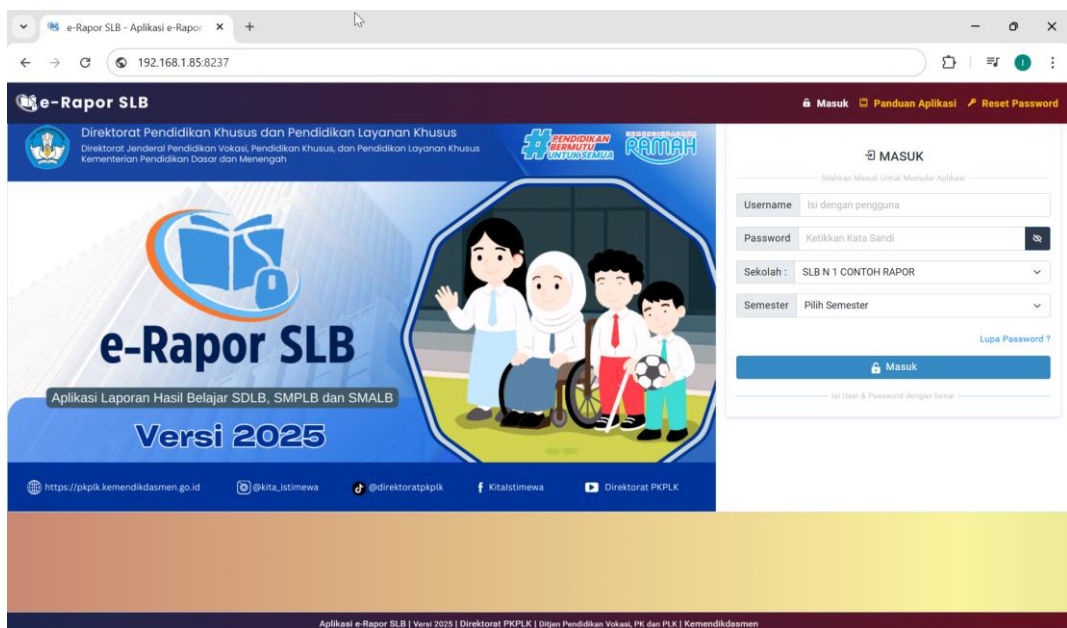 e-Rapor SLB - Aplikasi e-Rapor
192.168.1.85:8237
e-Rapor SLB
Masuk
Panduan Aplikasi
Reset Password
Direktorat Pendidikan Khusus dan Pendidikan Layanan Khusus
Direktorat Jenderal Pendidikan Vokasi, Pendidikan Khusus, dan Pendidikan Layanan Khusus
Kementerian Pendidikan Dasar dan Menengah
PENDIDIKAN
BERMUTU
UNTUK SEMUA
RAMAH
e-Rapor SLB
Aplikasi Laporan Hasil Belajar SDLB, SMPLB dan SMALB
Versi 2025
https://pkplk.kemendikdasmen.go.id
@kita_istimewa
@direktoratpkplk
KitaIstimewa
Direktorat PKPLK
MASUK
Silahkan Masuk Untuk Memulai Aplikasi
Username
Isi dengan pengguna
Password
Ketikkan Kata Sandi
Sekolah :
SLB N 1 CONTOH RAPOR
Semester
Pilih Semester
Lupa Password ?
Masuk
Isi User & Password dengan benar
Aplikasi e-Rapor SLB | Versi 2025 | Direktorat PKPLK | Ditjen Pendidikan Vokasi, PK dan PLK | Kemendikdasmen